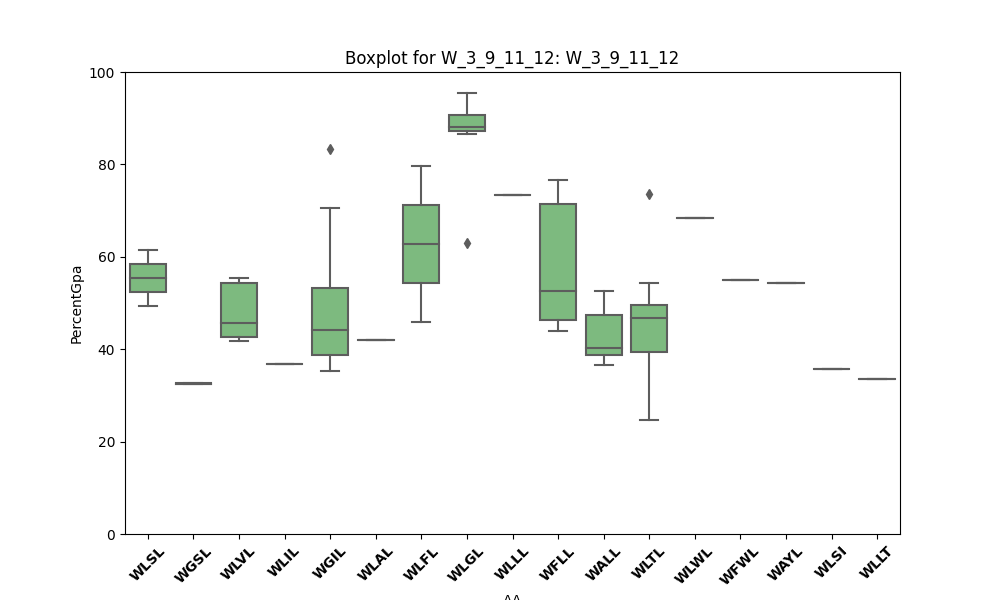 Boxplot for W_3_9_11_12: W_3_9_11_12
100
80
60
40
20
0
PercentGpa
WLSL
WGSL
WLVL
WLIL
WGIL
WLAL
WLFL
WLGL
WLLL
WFLL
WALL
WLTL
WLWL
WFWL
WAYL
WLSI
WLLT
AA